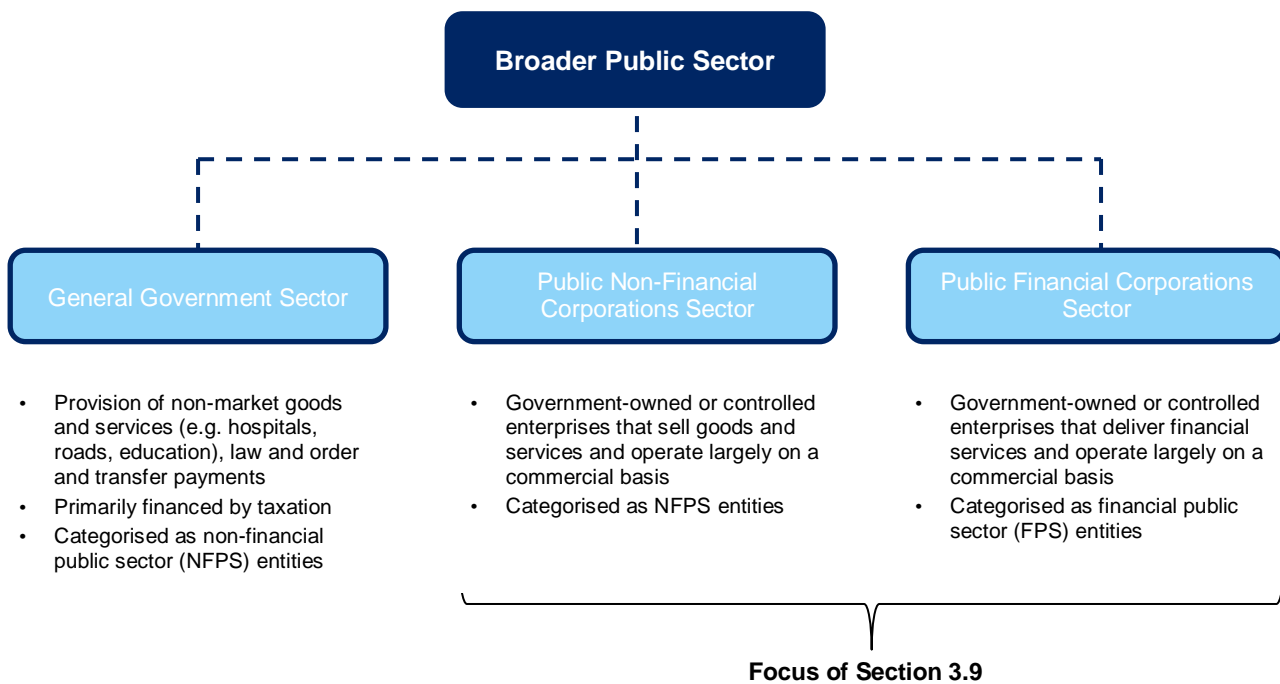 Broader Public Sector
General Government Sector
Public Non-Financial
Corporations Sector
Public Financial Corporations
Sector
• Provision of non-market goods
and services (e.g. hospitals,
roads, education), law and order
and transfer payments
• Primarily financed by taxation
• Categorised as non-financial
public sector (NFPS) entities
• Government-owned or controlled
enterprises that sell goods and
services and operate largely on a
commercial basis
• Categorised as NFPS entities
• Government-owned or controlled
enterprises that deliver financial
services and operate largely on a
commercial basis
• Categorised as financial public
sector (FPS) entities
Focus of Section 3.9